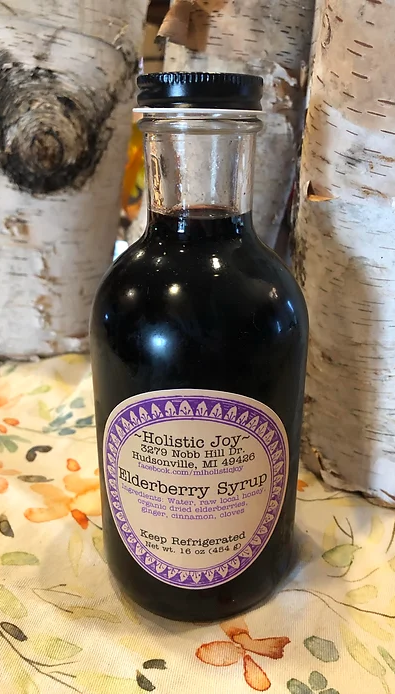 ~Holistic Joy~
3279 Nobb Hill Dr.
Hudsonville, MI 49426
facebook.com/miholisticjoy
Elderberry Syrup
Ingredients: Water, raw local honey,
organic dried elderberries,
ginger, cinnamon, cloves
Keep Refrigerated
Net wt. 16 oz (454 g)